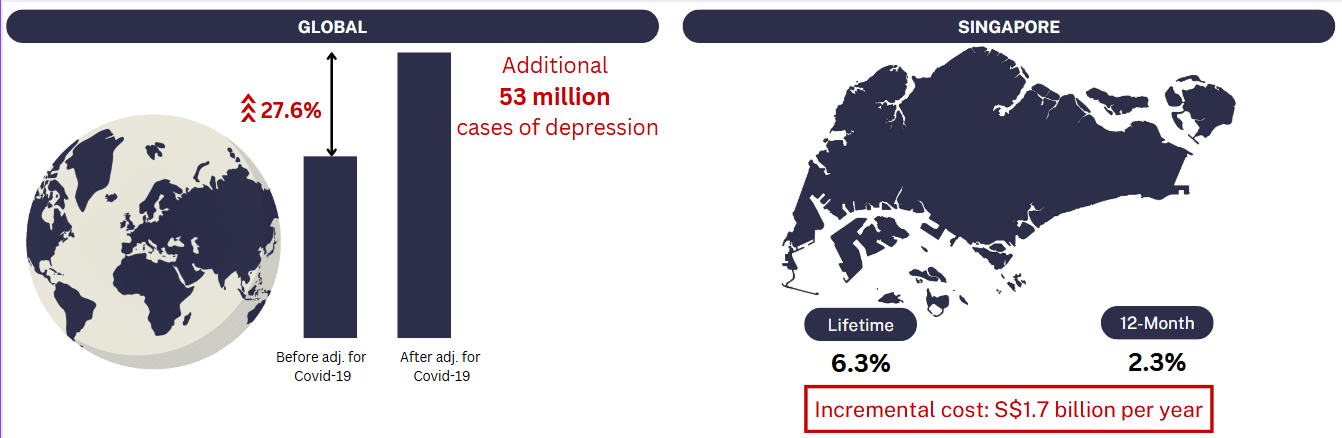 GLOBAL
27.6%
Additional
53 million
cases of depression
Before adj. for
Covid-19
After adj. for
Covid-19
SINGAPORE
Lifetime
6.3%
12-Month
2.3%
Incremental cost: S$1.7 billion per year